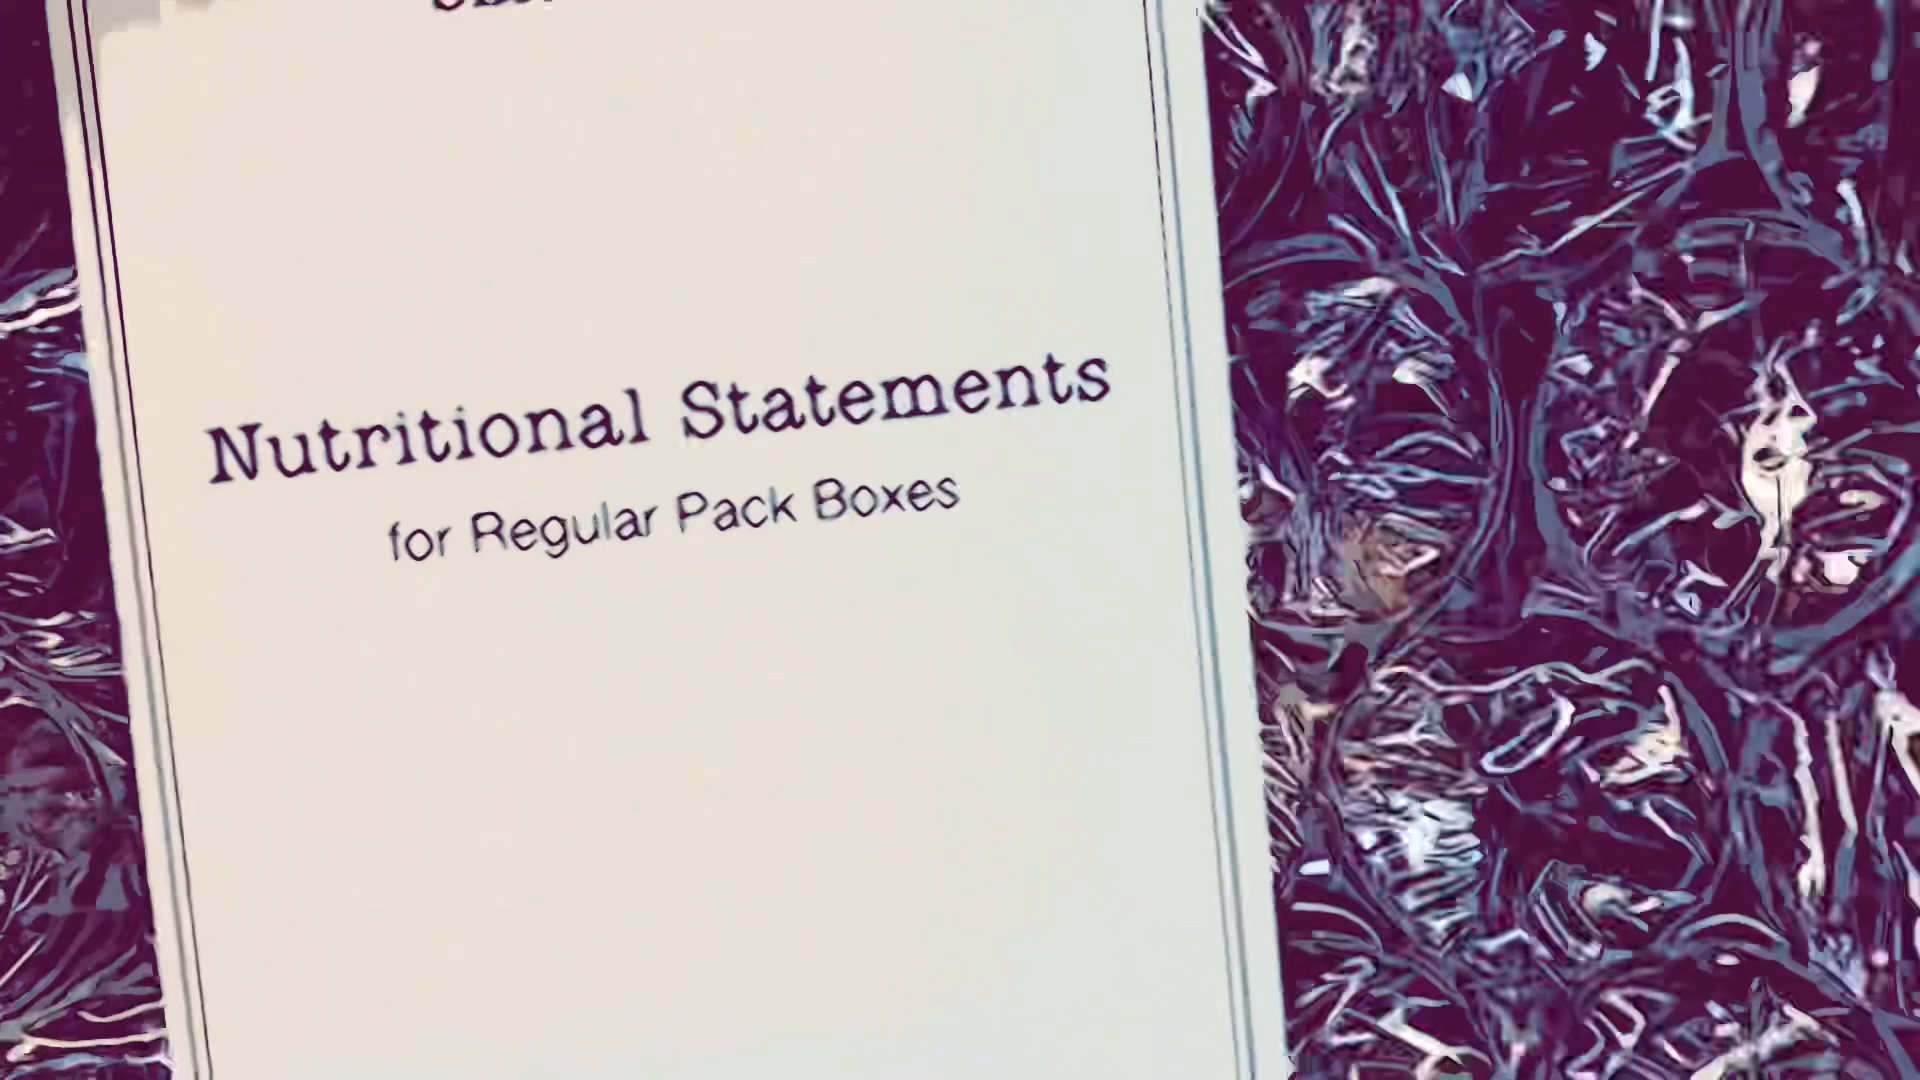 Nutritional Statements
for Regular Pack Boxes